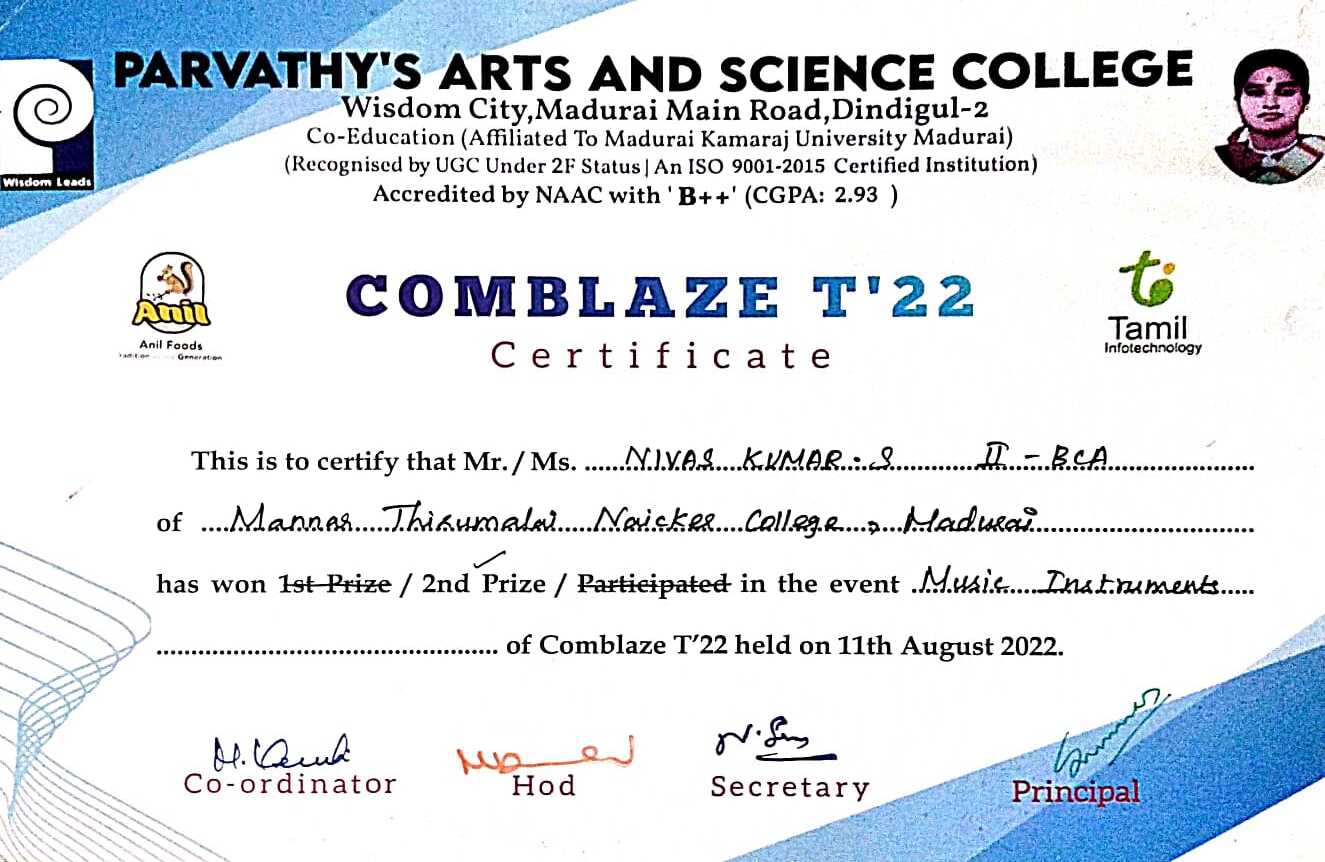 PARVATHY'S ARTS AND SCIENCE COLLEGE
Wisdom City,Madurai Main Road,Dindigul-2
Co-Education (Affiliated To Madurai Kamaraj University Madurai)
(Recognised by UGC Under 2F Status|An ISO 9001-2015 Certified Institution)
Accredited by NAAC with 'B++' (CGPA: 2.93 )
Wisdom Leads
Anil
Anil Foods
Generation
COMBLAZE T'22
Certificate
Tamil
Infotechnology
This is to certify that Mr. / Ms. NIVAS KUMAR. S II - BCA
of Mannar Thirumalai Naicker College, Madurai
has won 1st Prize / 2nd Prize / Participated in the event Music Instruments
of Comblaze T'22 held on 11th August 2022.
Co-ordinator
Hod
Secretary
Principal